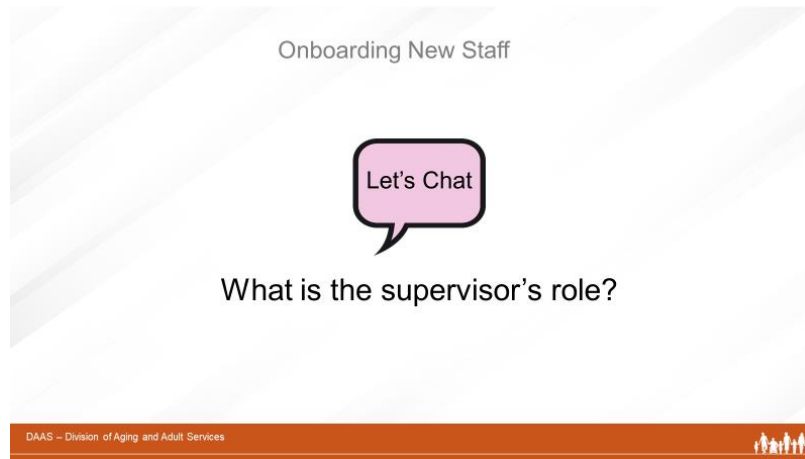 Onboarding New Staff
Let’s Chat
What is the supervisor’s role?
DAAS – Division of Aging and Adult Services